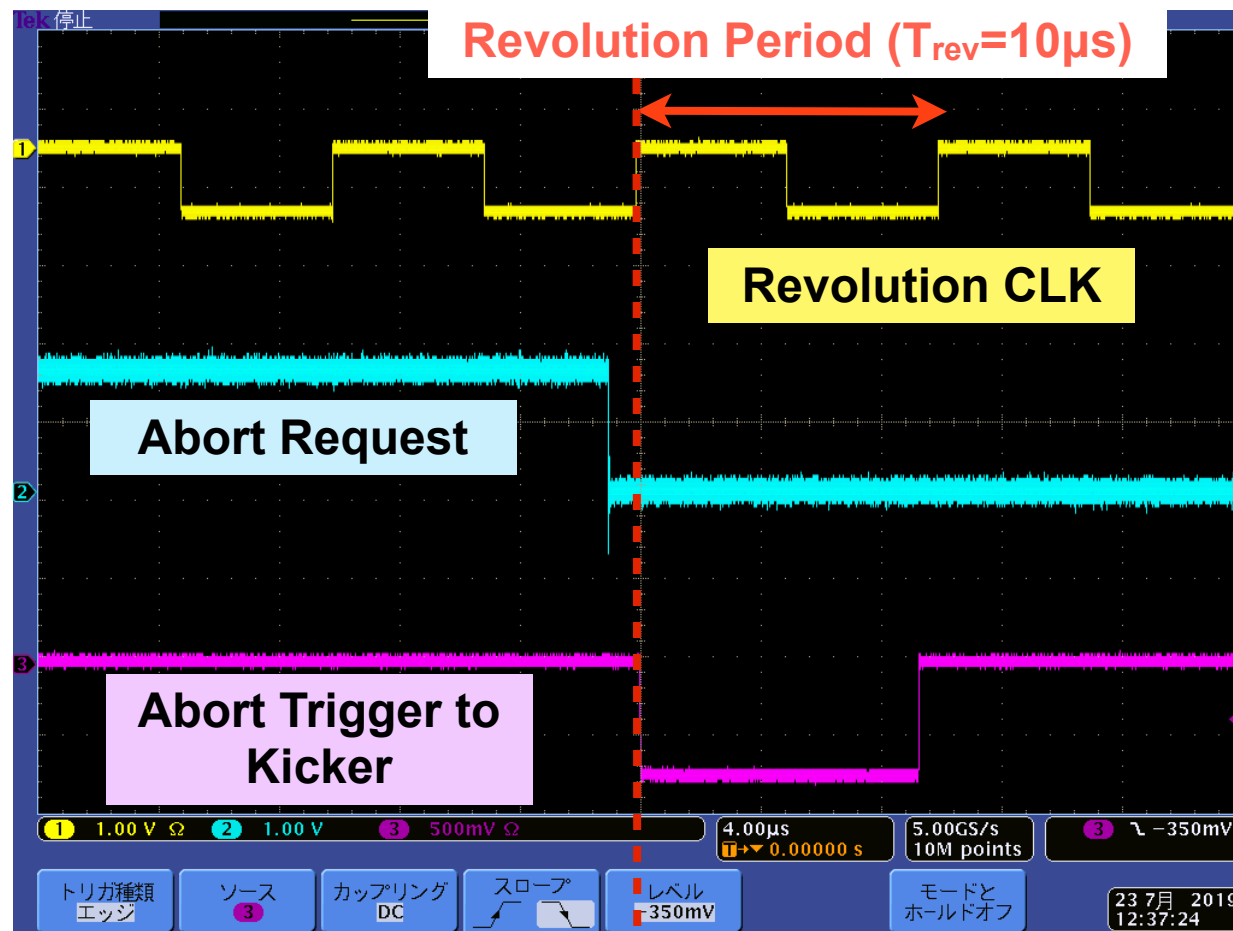 Tek 停止
Revolution Period (Trev=10µs)
1
Revolution CLK
Abort Request
2
3
Abort Trigger to
Kicker
1 1.00 V Ω 2 1.00 V 3 500mV Ω
4.00µs
T→▼ 0.00000 s
5.00GS/s
10M points
3 ╲ −350mV
トリガ種類
エッジ
ソース
3
カップリング
DC
スロープ
レベル
−350mV
モードと
ホールドオフ
23 7月 2019
12:37:24